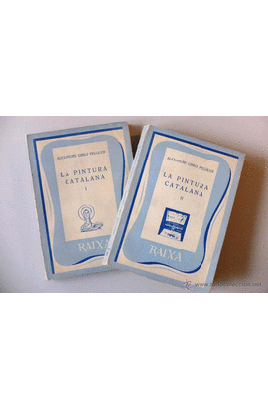 ALEXANDRE CIRICI PELLICER
LA PINTURA
CATALANA
I
RAIXA
ALEXANDRE CIRICI PELLICER
LA PINTURA
CATALANA
II
RAIXA